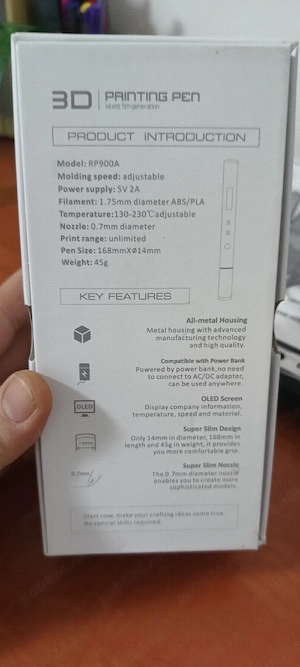 3D PRINTING PEN
latest 5th generation
PRODUCT INTRODUCTION
Model: RP900A
Molding speed: adjustable
Power supply: 5V 2A
Filament: 1.75mm diameter ABS/PLA
Temperature:130-230℃adjustable
Nozzle: 0.7mm diameter
Print range: unlimited
Pen Size: 168mmXΦ14mm
Weight: 45g
KEY FEATURES
All-metal Housing
Metal housing with advanced
manufacturing technology
and high quality.
Compatible with Power Bank
Powered by power bank,no need
to connect to AC/DC adapter,
can be used anywhere.
OLED
OLED Screen
Display company information,
temperature, speed and material.
Super Slim Design
Only 14mm in diameter, 168mm in
length and 45g in weight, it provides
you more comfortable grip.
0.7mm
Super Slim Nozzle
The 0.7mm diameter nozzle
enables you to create more
sophisticated models.
Start now, make your crafting ideas come true.
No special skills required.